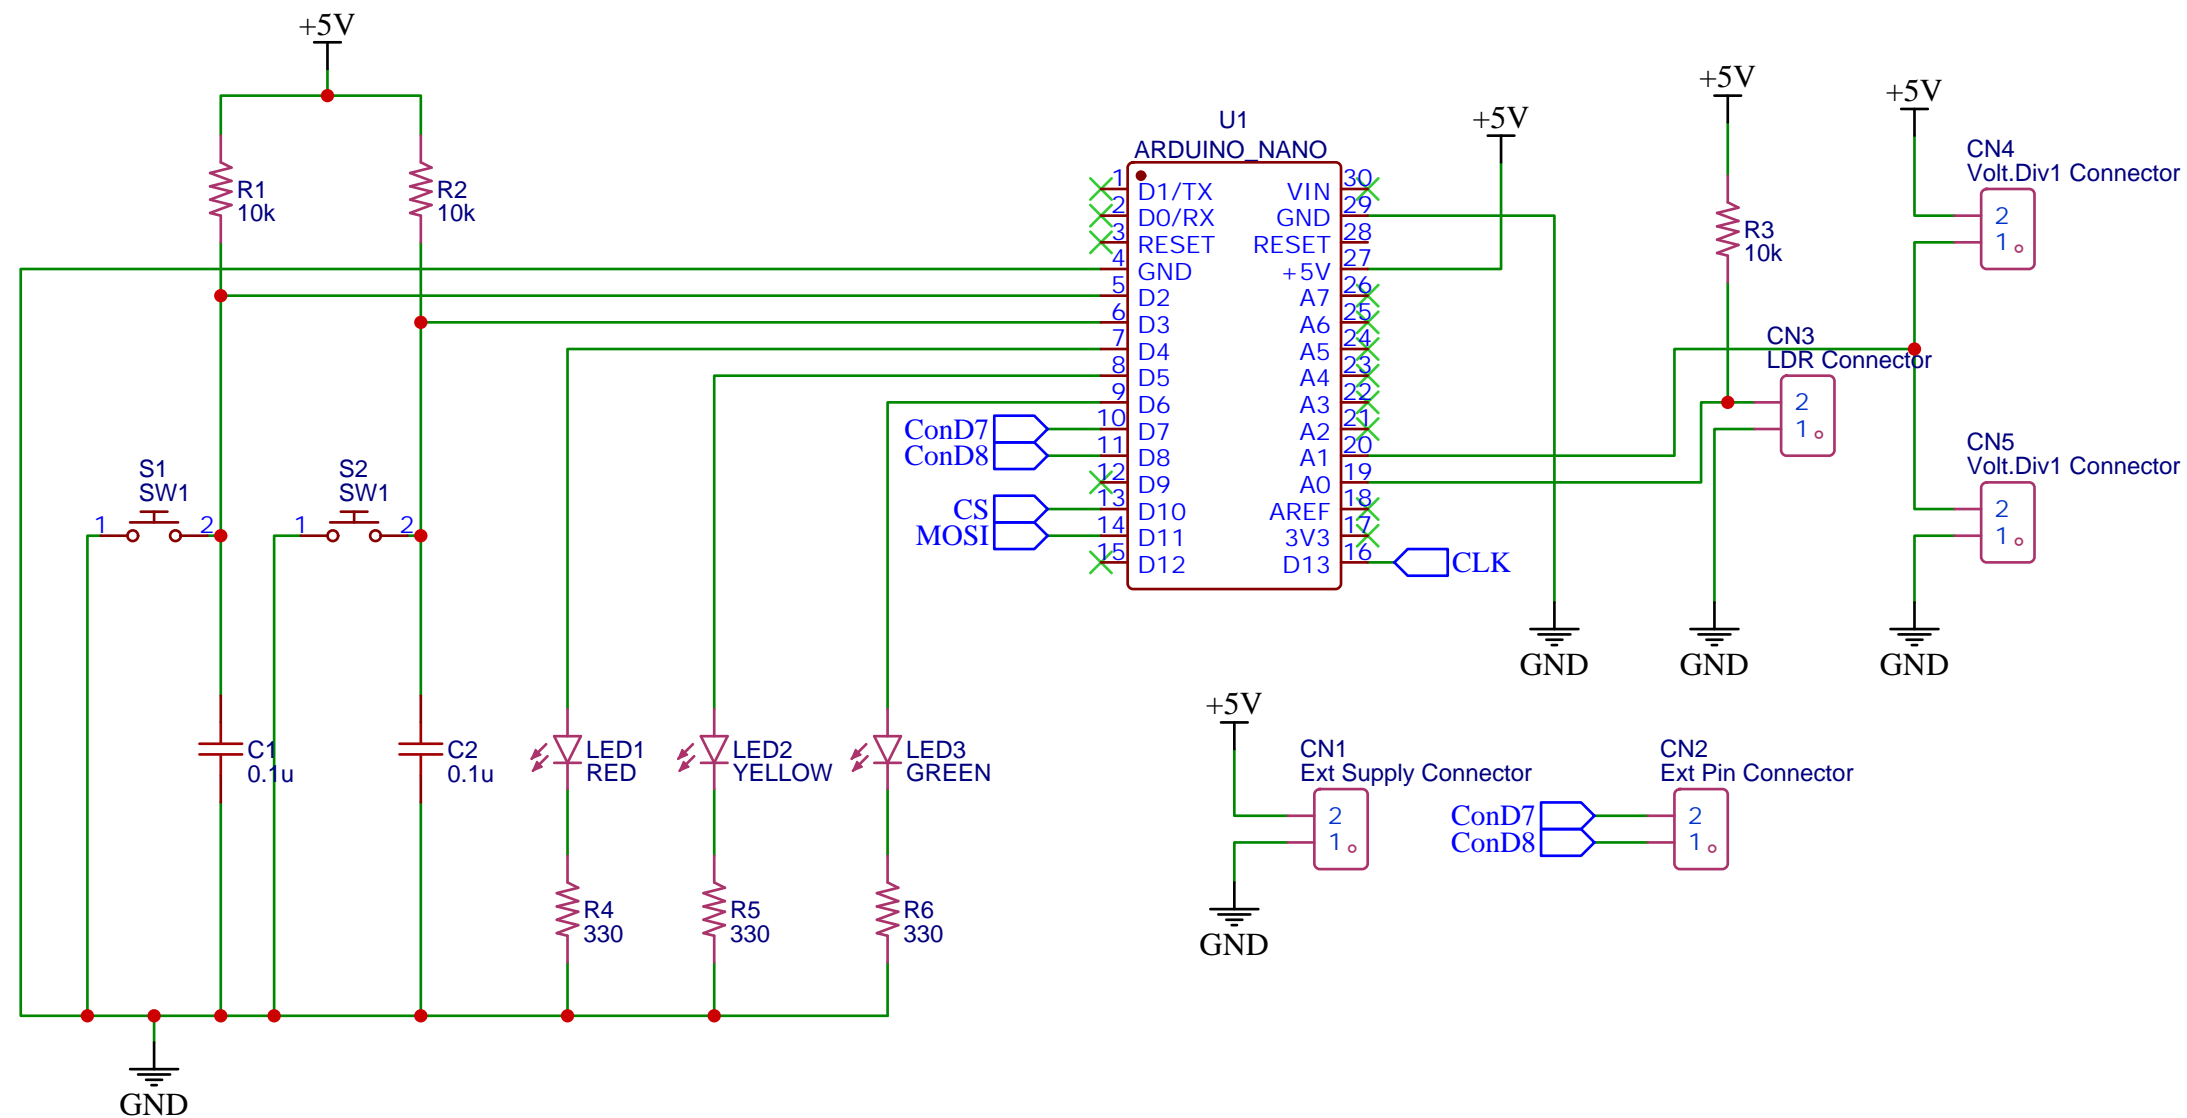 +5V
R1
10k
R2
10k
S1
SW1
1
2
S2
SW1
1
2
C1
0.1u
C2
0.1u
LED1
RED
LED2
YELLOW
LED3
GREEN
R4
330
R5
330
R6
330
GND
U1
ARDUINO_NANO
1 D1/TX VIN 30
2 D0/RX GND 29
3 RESET RESET 28
4 GND +5V 27
5 D2 A7 26
6 D3 A6 25
7 D4 A5 24
8 D5 A4 23
9 D6 A3 22
10 D7 A2 21
11 D8 A1 20
12 D9 A0 19
13 D10 AREF 18
14 D11 3V3 17
15 D12 D13 16
ConD7
ConD8
CS
MOSI
CLK
+5V
GND
+5V
R3
10k
CN3
LDR Connector
2
1
GND
+5V
CN4
Volt.Div1 Connector
2
1
CN5
Volt.Div1 Connector
2
1
GND
+5V
CN1
Ext Supply Connector
2
1
GND
CN2
Ext Pin Connector
ConD7
ConD8
2
1